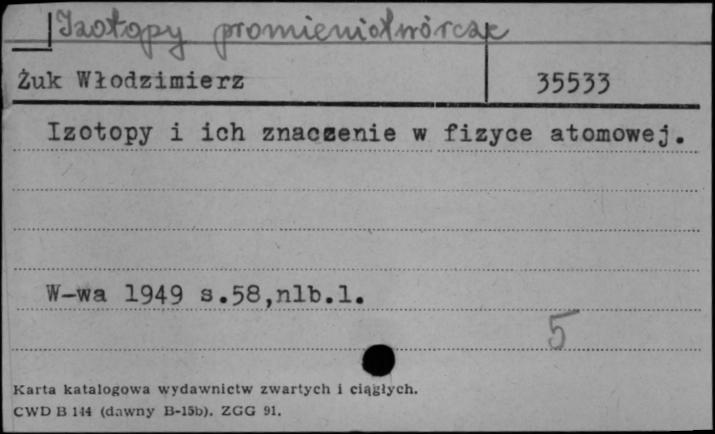 Izotopy promieniotwórcze
Żuk Włodzimierz 35533
Izotopy i ich znaczenie w fizyce atomowej.
W-wa 1949 s.58,nlb.1.
5
Karta katalogowa wydawnictw zwartych i ciągłych.
CWD B 144 (dawny B-15b). ZGG 91.